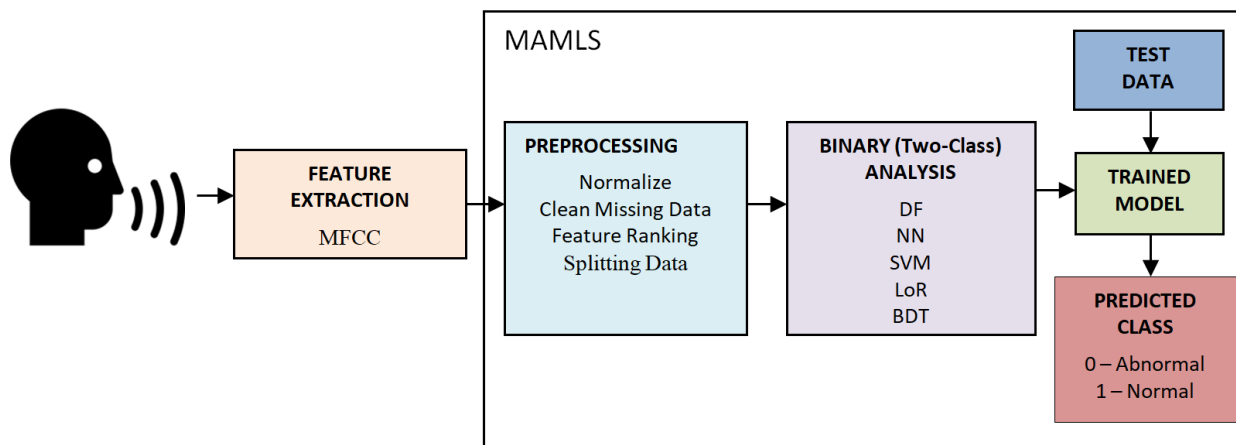 MAMLS
FEATURE
EXTRACTION
MFCC
PREPROCESSING
Normalize
Clean Missing Data
Feature Ranking
Splitting Data
BINARY (Two-Class)
ANALYSIS
DF
NN
SVM
LoR
BDT
TEST
DATA
TRAINED
MODEL
PREDICTED
CLASS
0 – Abnormal
1 – Normal